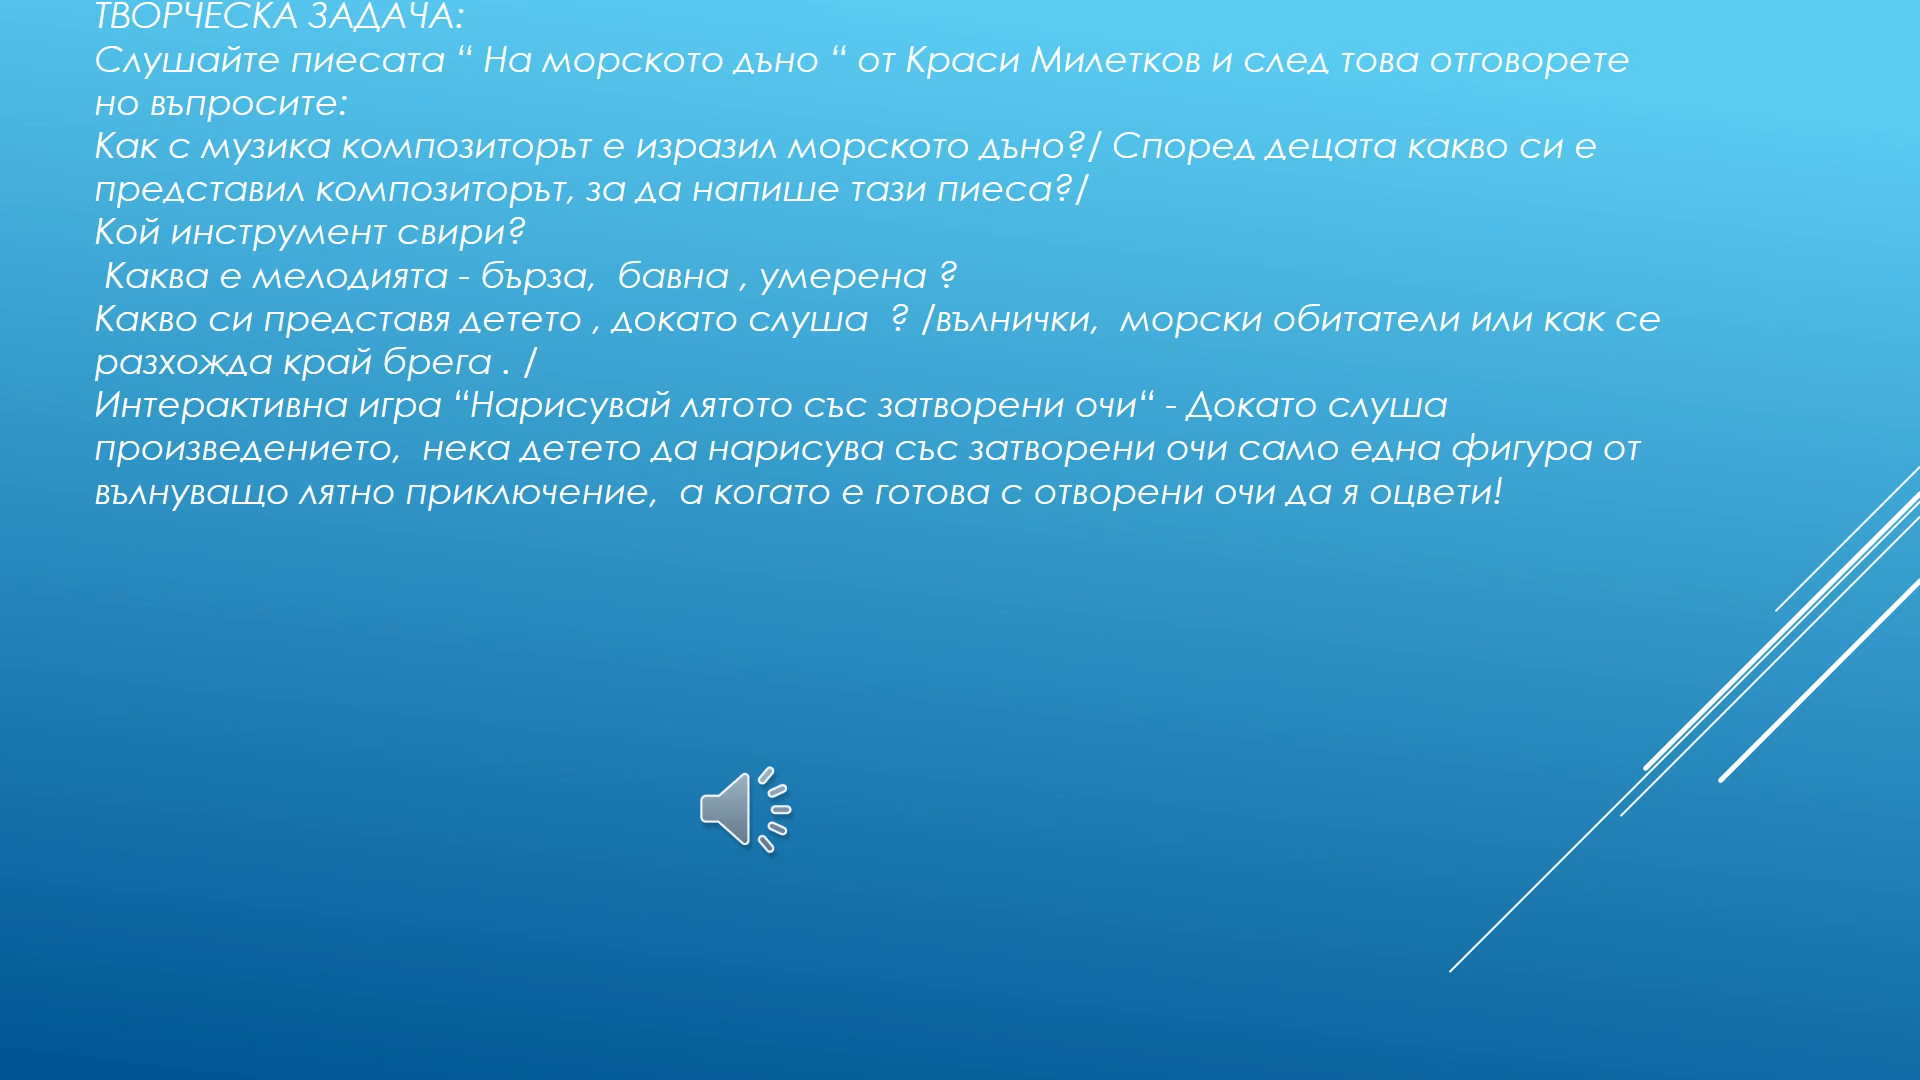 ТВОРЧЕСКА ЗАДАЧА:
Слушайте пиесата “ На морското дъно “ от Краси Милетков и след това отговорете
но въпросите:
Как с музика композиторът е изразил морското дъно?/ Според децата какво си е
представил композиторът, за да напише тази пиеса?/
Кой инструмент свири?
Каква е мелодията - бърза,  бавна , умерена ?
Какво си представя детето , докато слуша  ? /вълнички,  морски обитатели или как се
разхожда край брега . /
Интерактивна игра “Нарисувай лятото със затворени очи“ - Докато слуша
произведението,  нека детето да нарисува със затворени очи само една фигура от
вълнуващо лятно приключение,  а когато е готова с отворени очи да я оцвети!